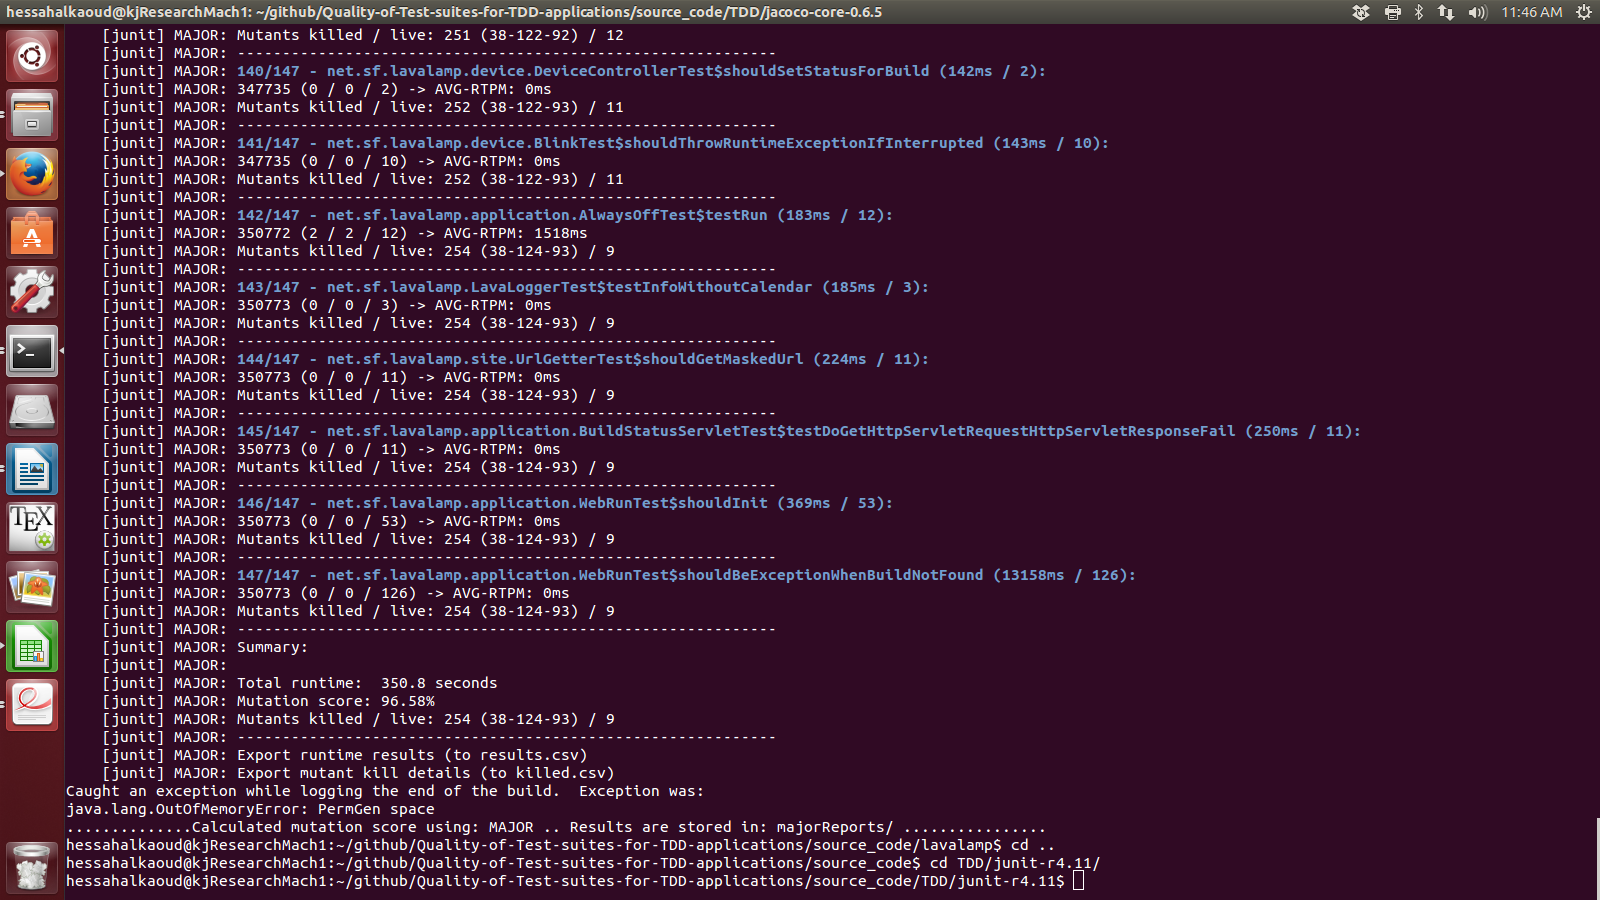 hessahalkaoud@kjResearchMach1: ~/github/Quality-of-Test-suites-for-TDD-applications/source_code/TDD/jacoco-core-0.6.5 11:46 AM
[junit] MAJOR: Mutants killed / live: 251 (38-122-92) / 12
[junit] MAJOR: ------------------------------------------------------------
[junit] MAJOR: 140/147 - net.sf.lavalamp.device.DeviceControllerTest$shouldSetStatusForBuild (142ms / 2):
[junit] MAJOR: 347735 (0 / 0 / 2) -> AVG-RTPM: 0ms
[junit] MAJOR: Mutants killed / live: 252 (38-122-93) / 11
[junit] MAJOR: ------------------------------------------------------------
[junit] MAJOR: 141/147 - net.sf.lavalamp.device.BlinkTest$shouldThrowRuntimeExceptionIfInterrupted (143ms / 10):
[junit] MAJOR: 347735 (0 / 0 / 10) -> AVG-RTPM: 0ms
[junit] MAJOR: Mutants killed / live: 252 (38-122-93) / 11
[junit] MAJOR: ------------------------------------------------------------
[junit] MAJOR: 142/147 - net.sf.lavalamp.application.AlwaysOffTest$testRun (183ms / 12):
[junit] MAJOR: 350772 (2 / 2 / 12) -> AVG-RTPM: 1518ms
[junit] MAJOR: Mutants killed / live: 254 (38-124-93) / 9
[junit] MAJOR: ------------------------------------------------------------
[junit] MAJOR: 143/147 - net.sf.lavalamp.LavaLoggerTest$testInfoWithoutCalendar (185ms / 3):
[junit] MAJOR: 350773 (0 / 0 / 3) -> AVG-RTPM: 0ms
[junit] MAJOR: Mutants killed / live: 254 (38-124-93) / 9
[junit] MAJOR: ------------------------------------------------------------
[junit] MAJOR: 144/147 - net.sf.lavalamp.site.UrlGetterTest$shouldGetMaskedUrl (224ms / 11):
[junit] MAJOR: 350773 (0 / 0 / 11) -> AVG-RTPM: 0ms
[junit] MAJOR: Mutants killed / live: 254 (38-124-93) / 9
[junit] MAJOR: ------------------------------------------------------------
[junit] MAJOR: 145/147 - net.sf.lavalamp.application.BuildStatusServletTest$testDoGetHttpServletRequestHttpServletResponseFail (250ms / 11):
[junit] MAJOR: 350773 (0 / 0 / 11) -> AVG-RTPM: 0ms
[junit] MAJOR: Mutants killed / live: 254 (38-124-93) / 9
[junit] MAJOR: ------------------------------------------------------------
[junit] MAJOR: 146/147 - net.sf.lavalamp.application.WebRunTest$shouldInit (369ms / 53):
[junit] MAJOR: 350773 (0 / 0 / 53) -> AVG-RTPM: 0ms
[junit] MAJOR: Mutants killed / live: 254 (38-124-93) / 9
[junit] MAJOR: ------------------------------------------------------------
[junit] MAJOR: 147/147 - net.sf.lavalamp.application.WebRunTest$shouldBeExceptionWhenBuildNotFound (13158ms / 126):
[junit] MAJOR: 350773 (0 / 0 / 126) -> AVG-RTPM: 0ms
[junit] MAJOR: Mutants killed / live: 254 (38-124-93) / 9
[junit] MAJOR: ------------------------------------------------------------
[junit] MAJOR: Summary:
[junit] MAJOR:
[junit] MAJOR: Total runtime:  350.8 seconds
[junit] MAJOR: Mutation score: 96.58%
[junit] MAJOR: Mutants killed / live: 254 (38-124-93) / 9
[junit] MAJOR: ------------------------------------------------------------
[junit] MAJOR: Export runtime results (to results.csv)
[junit] MAJOR: Export mutant kill details (to killed.csv)
Caught an exception while logging the end of the build.  Exception was:
java.lang.OutOfMemoryError: PermGen space
..............Calculated mutation score using: MAJOR .. Results are stored in: majorReports/ ................
hessahalkaoud@kjResearchMach1:~/github/Quality-of-Test-suites-for-TDD-applications/source_code/lavalamp$ cd ..
hessahalkaoud@kjResearchMach1:~/github/Quality-of-Test-suites-for-TDD-applications/source_code$ cd TDD/junit-r4.11/
hessahalkaoud@kjResearchMach1:~/github/Quality-of-Test-suites-for-TDD-applications/source_code/TDD/junit-r4.11$
TEX